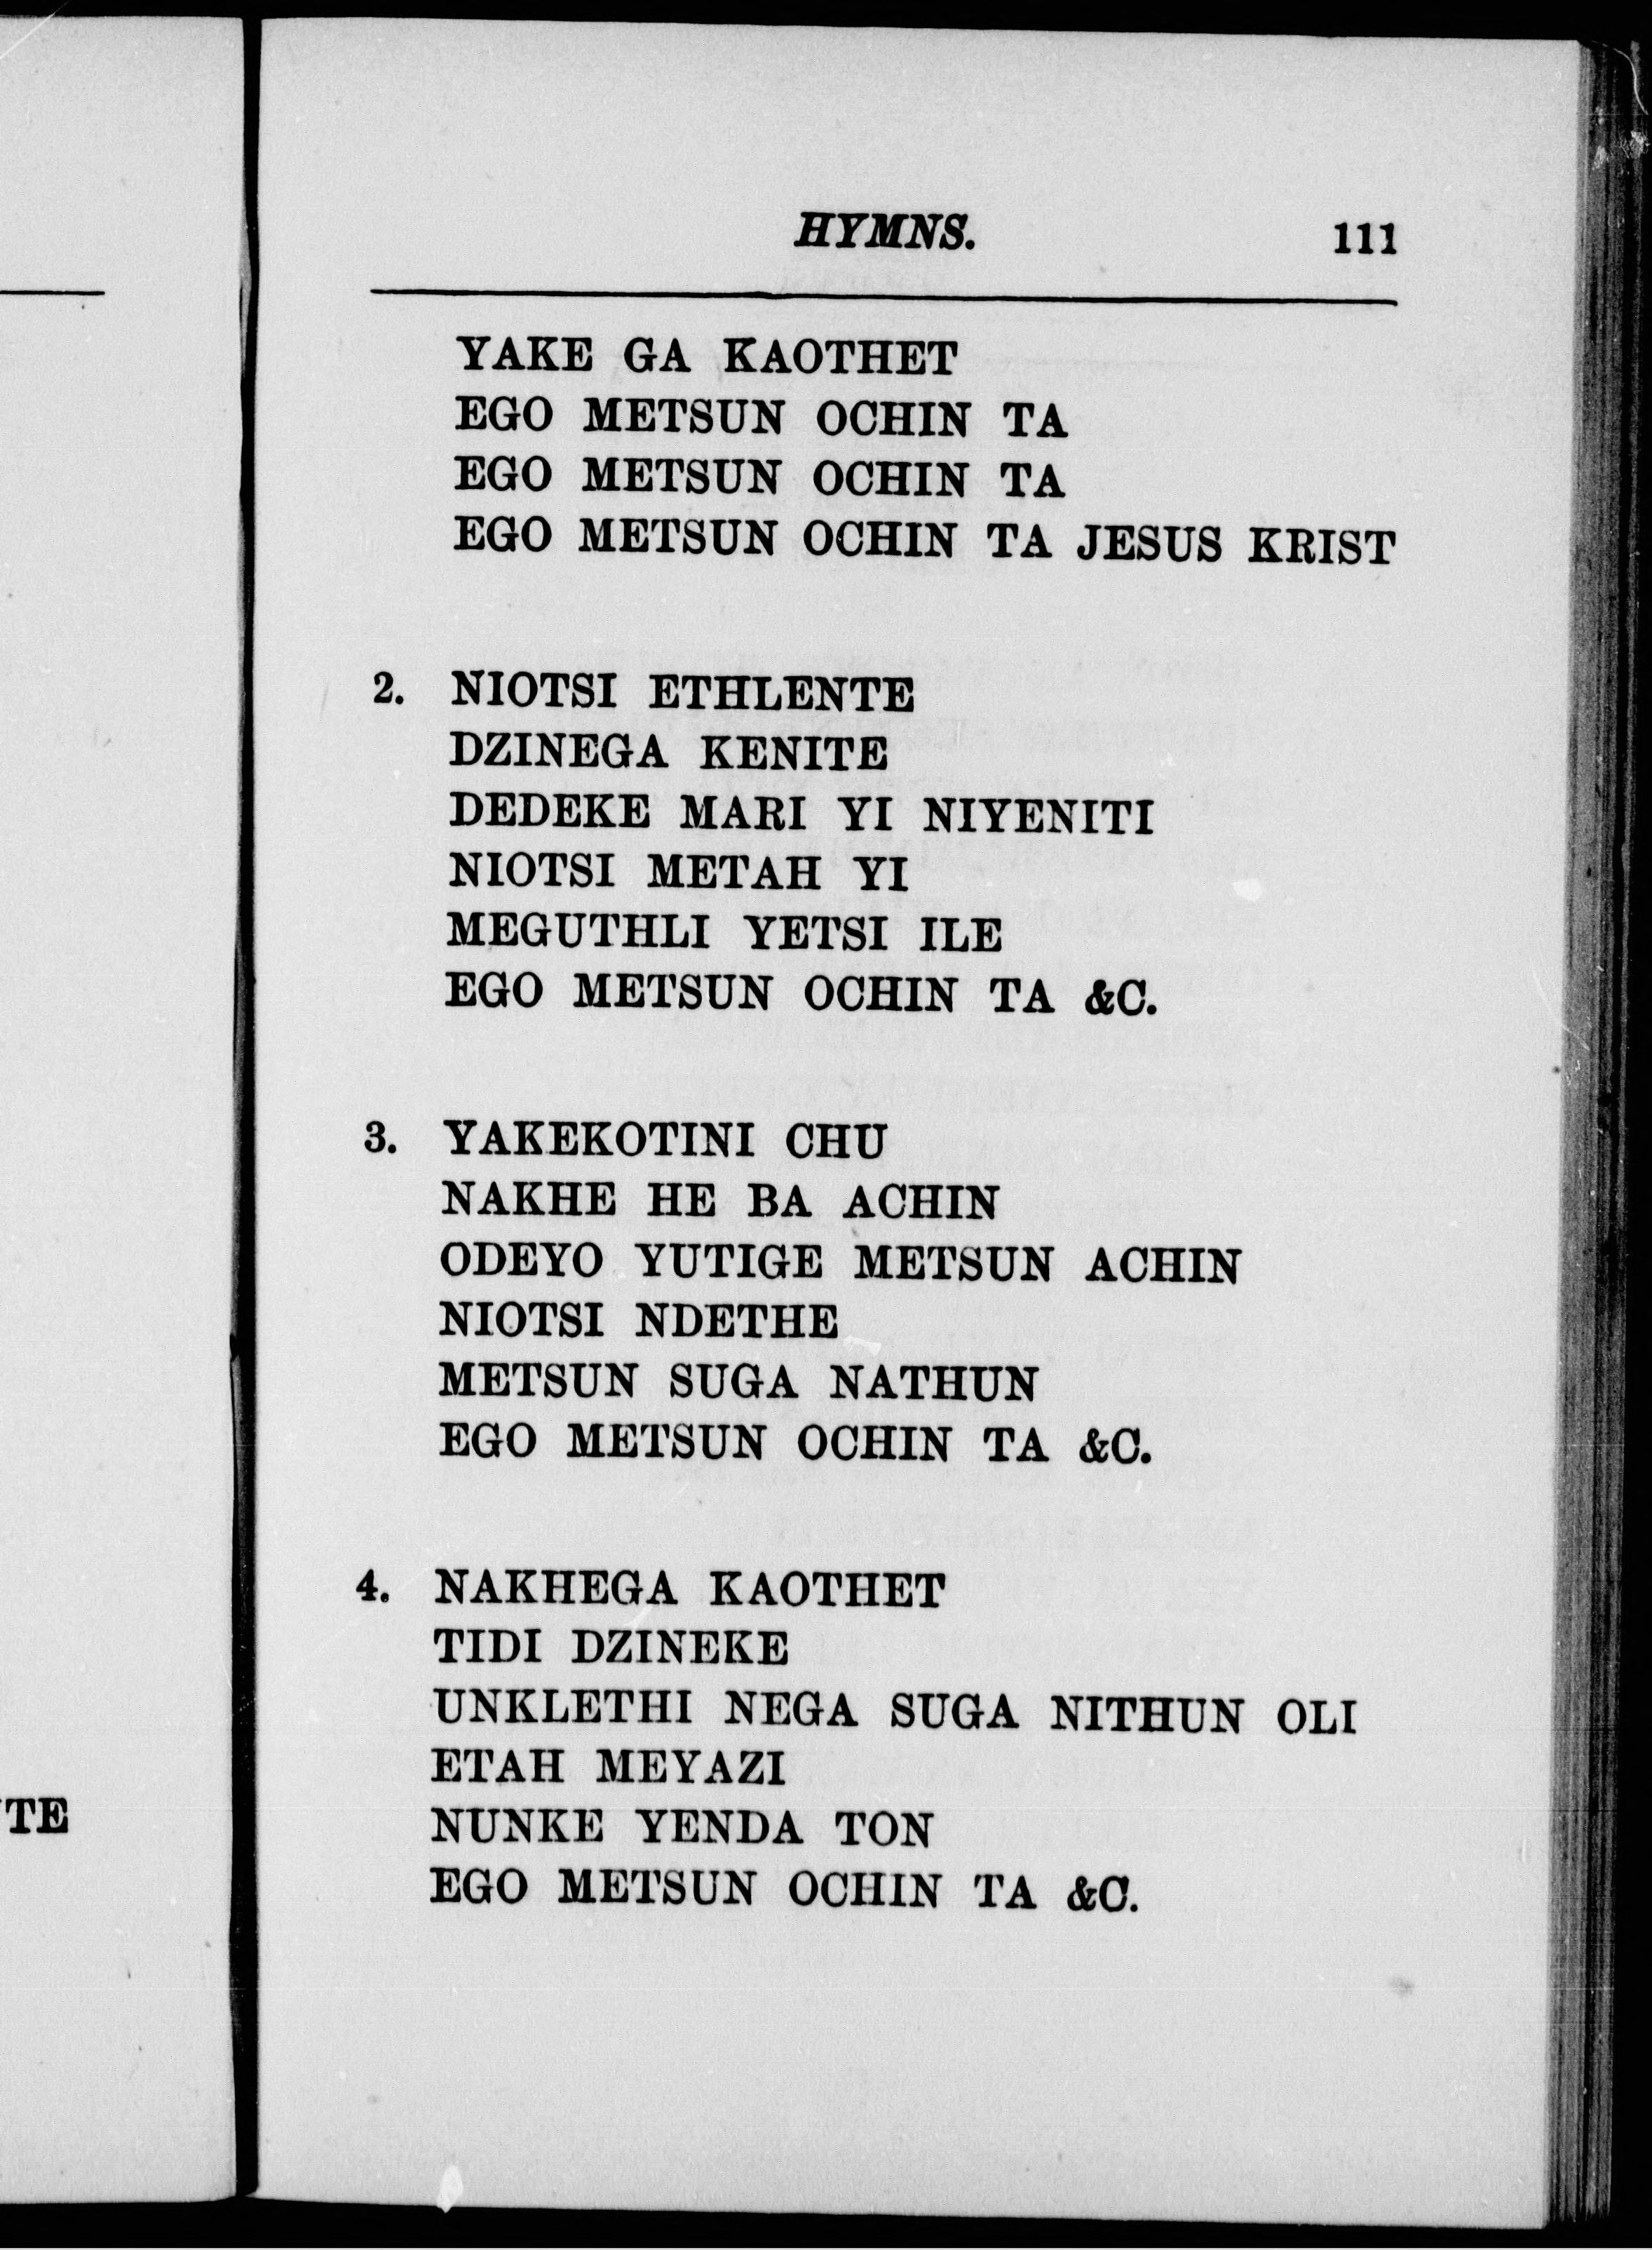 HYMNS. 111
YAKE GA KAOTHET
EGO METSUN OCHIN TA
EGO METSUN OCHIN TA
EGO METSUN OCHIN TA JESUS KRIST
2. NIOTSI ETHLENTE
DZINEGA KENITE
DEDEKE MARI YI NIYENITI
NIOTSI METAH YI
MEGUTHLI YETSI ILE
EGO METSUN OCHIN TA &C.
3. YAKEKOTINI CHU
NAKHE HE BA ACHIN
ODEYO YUTIGE METSUN ACHIN
NIOTSI NDETHE
METSUN SUGA NATHUN
EGO METSUN OCHIN TA &C.
4. NAKHEGA KAOTHET
TIDI DZINEKE
UNKLETHI NEGA SUGA NITHUN OLI
ETAH MEYAZI
NUNKE YENDA TON
EGO METSUN OCHIN TA &C.